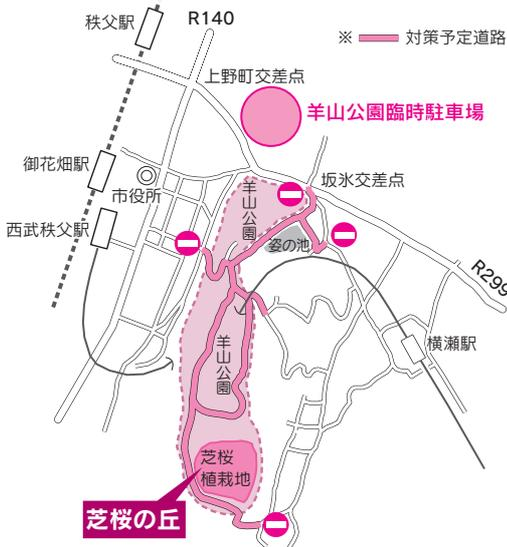 秩父駅
R140
※ 対策予定道路
上野町交差点
羊山公園臨時駐車場
御花畑駅
市役所
羊山公園
坂氷交差点
西武秩父駅
姿の池
R299
羊山公園
横瀬駅
芝桜
植栽地
芝桜の丘